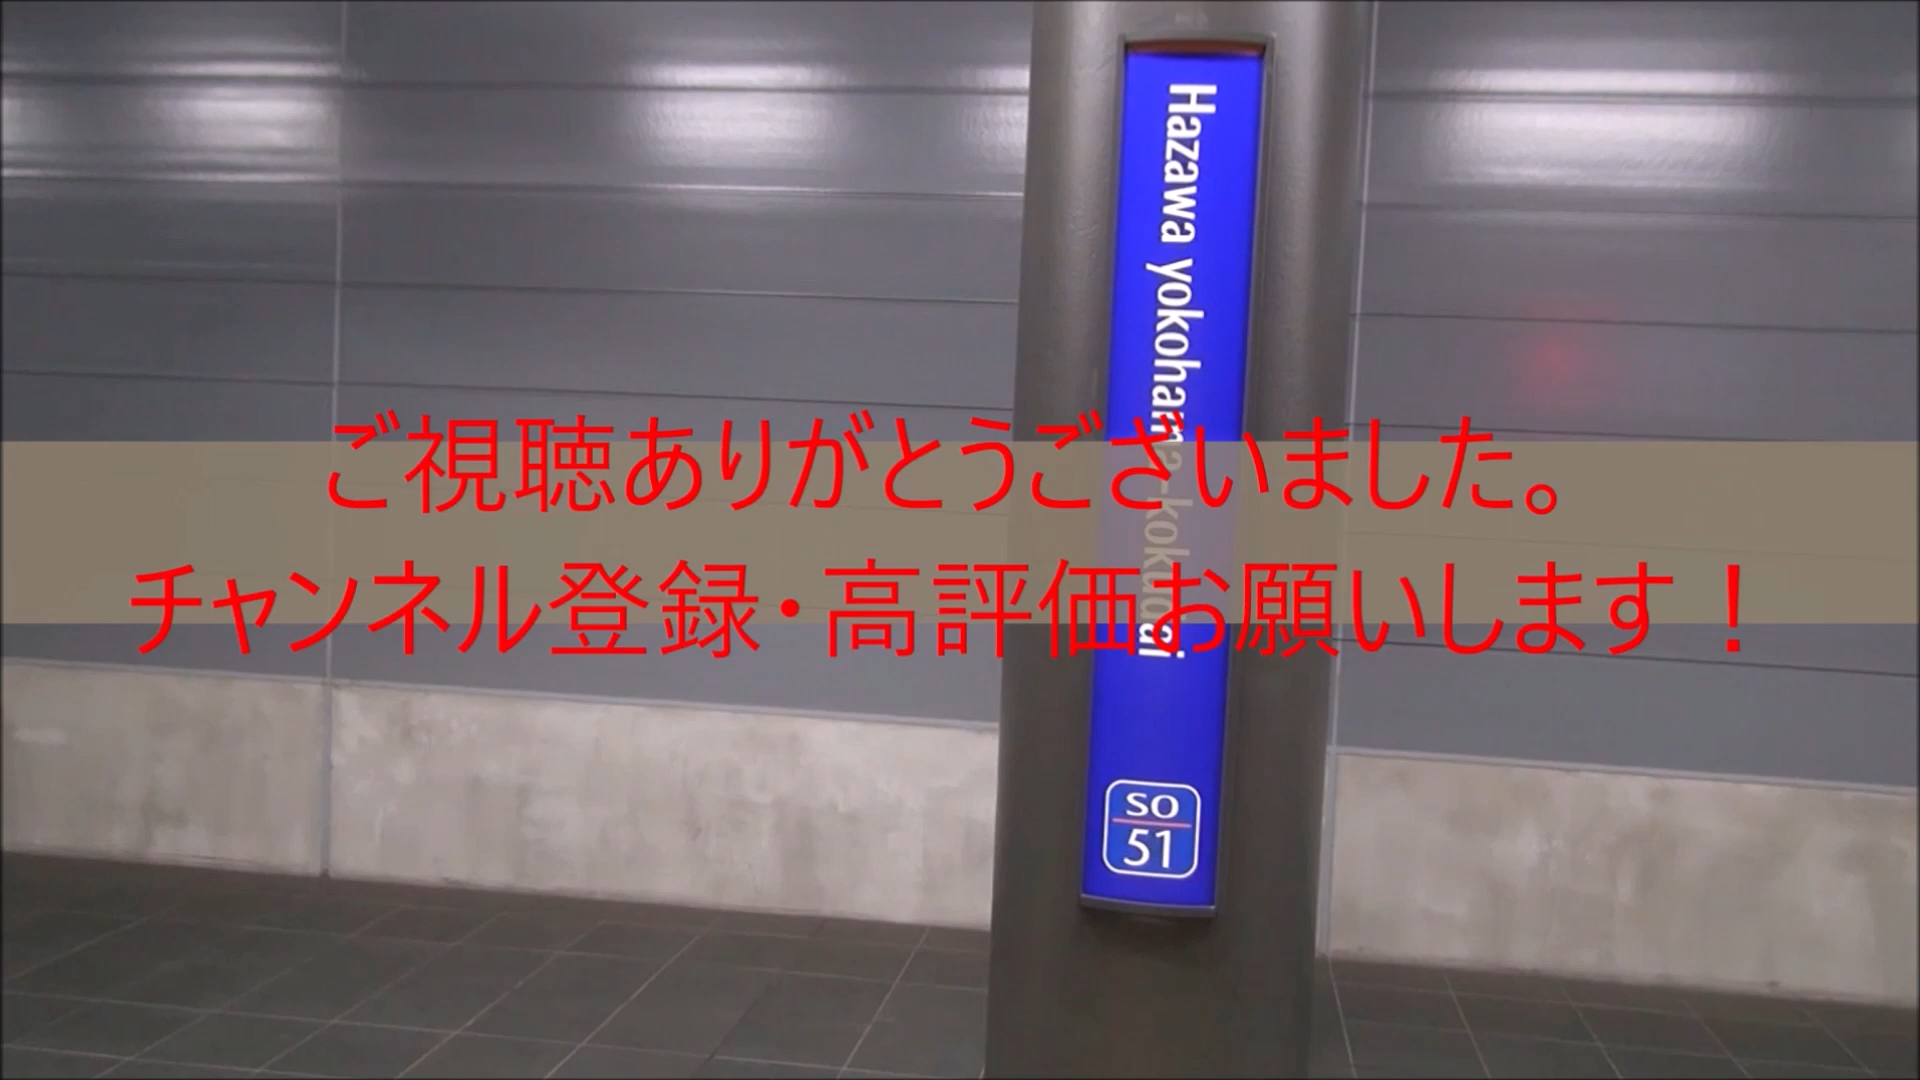 Hazawa yokohama-kokudai
ご視聴ありがとうございました。
チャンネル登録・高評価お願いします！
SO
51